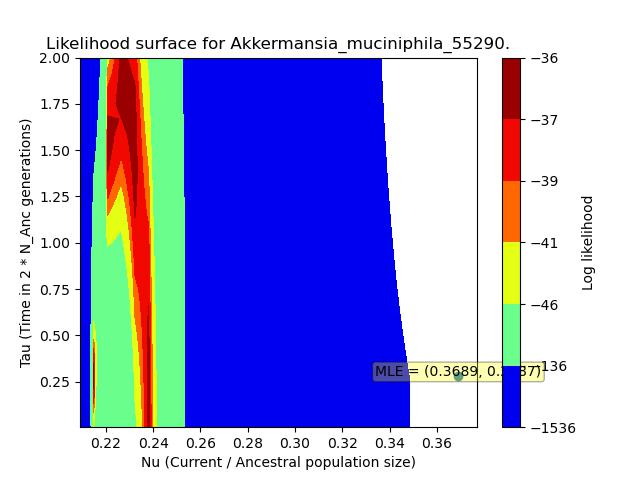 Likelihood surface for Akkermansia_muciniphila_55290.
2.00
1.75
1.50
1.25
1.00
0.75
0.50
0.25
Tau (Time in 2 * N_Anc generations)
0.22 0.24 0.26 0.28 0.30 0.32 0.34 0.36
Nu (Current / Ancestral population size)
MLE = (0.3689,
−36
−37
−39
−41
−46
−1536
Log likelihood